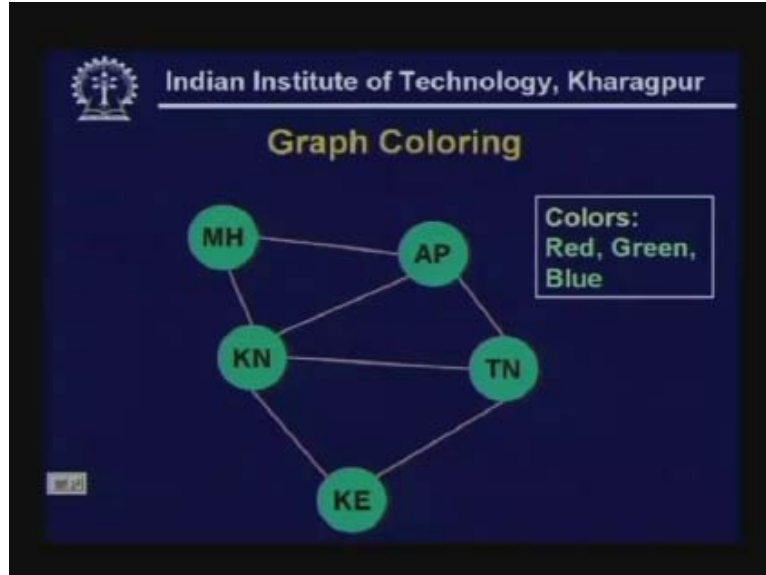 Indian Institute of Technology, Kharagpur
Graph Coloring
MH
AP
Colors:
Red, Green,
Blue
KN
TN
KE